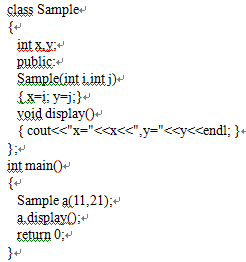 class Sample
{
int x,y;
public:
Sample(int i,int j)
{ x=i; y=j;}
void display()
{ cout<<"x="<<x<<",y="<<y<<endl; }
};
int main()
{
Sample a(11,21);
a.display();
return 0;
}